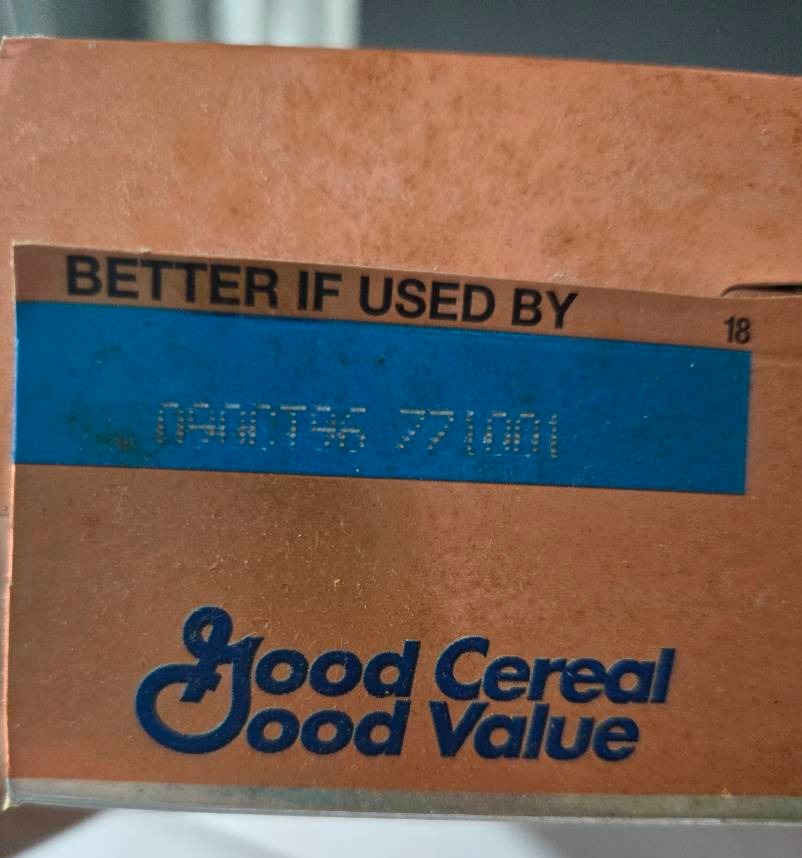 BETTER IF USED BY
18
09OCT96 771001
Good Cereal
Good Value